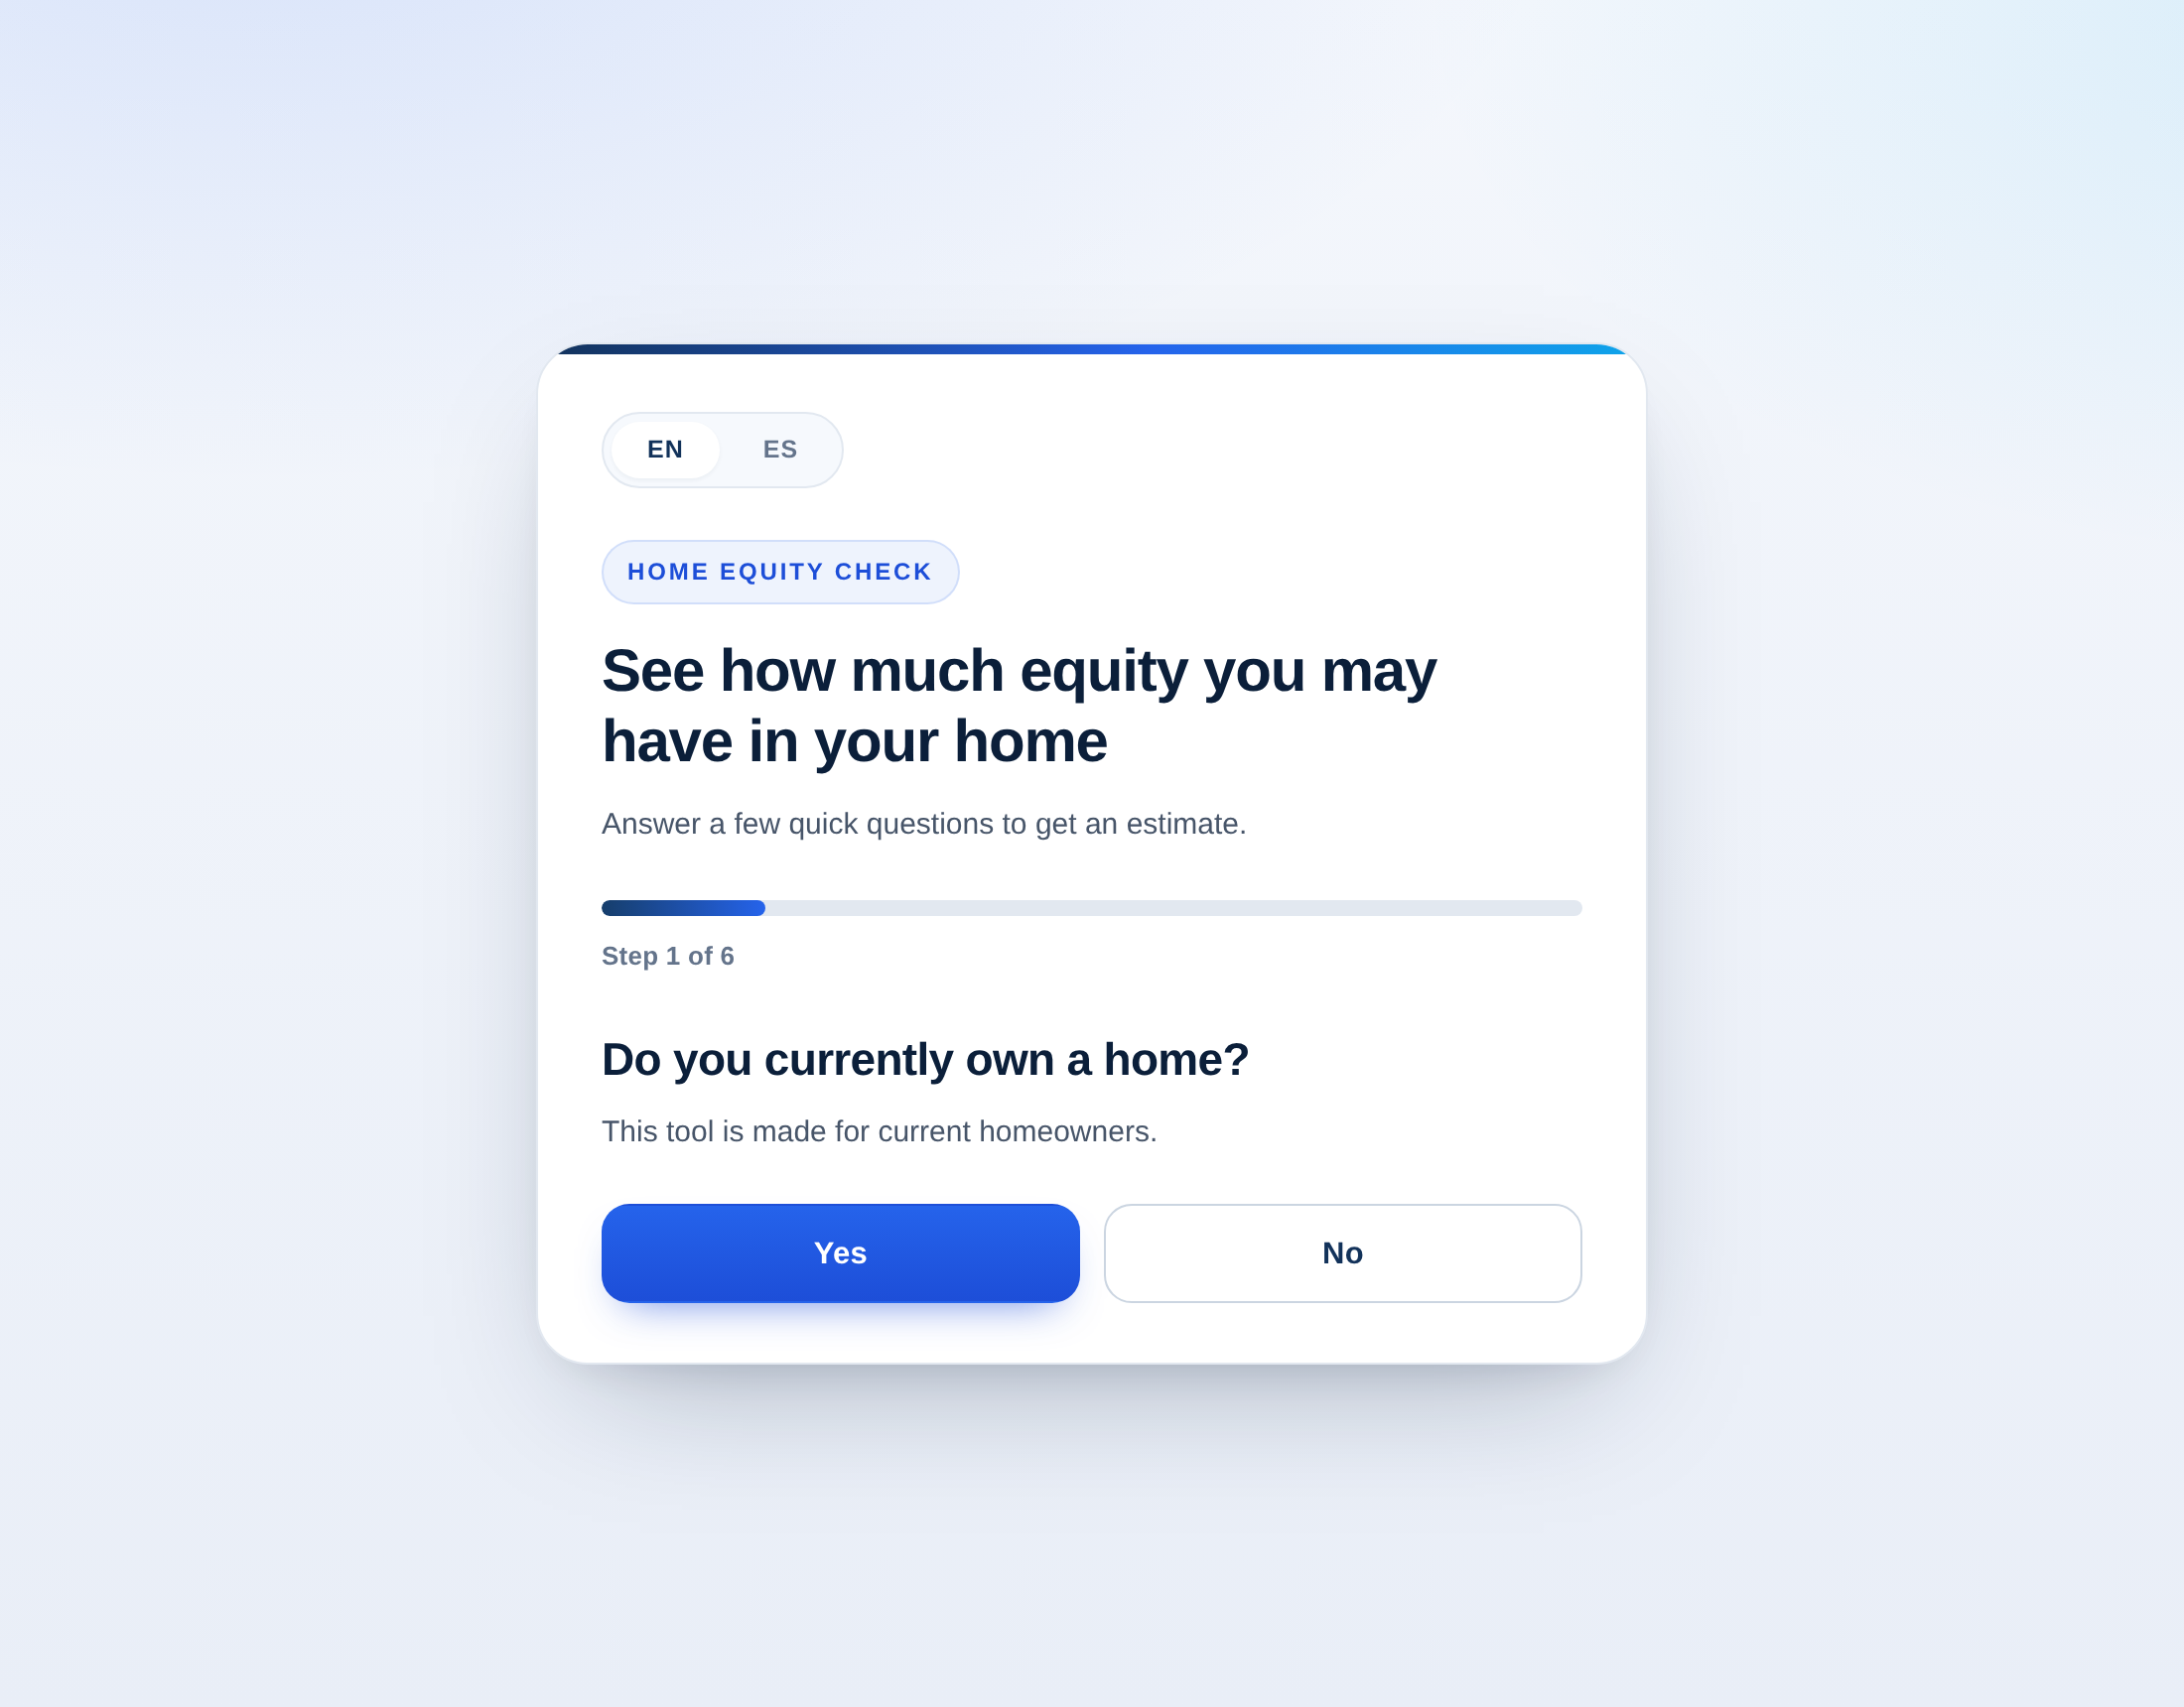 EN ES
HOME EQUITY CHECK
See how much equity you may
have in your home
Answer a few quick questions to get an estimate.
Step 1 of 6
Do you currently own a home?
This tool is made for current homeowners.
Yes No